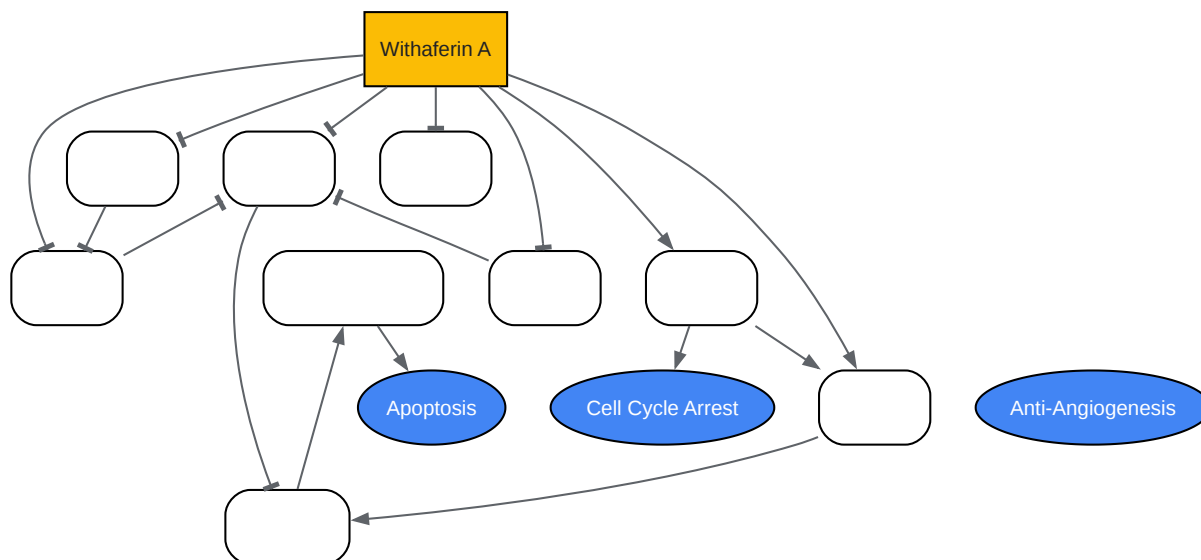 Withaferin A
Apoptosis
Cell Cycle Arrest
Anti-Angiogenesis